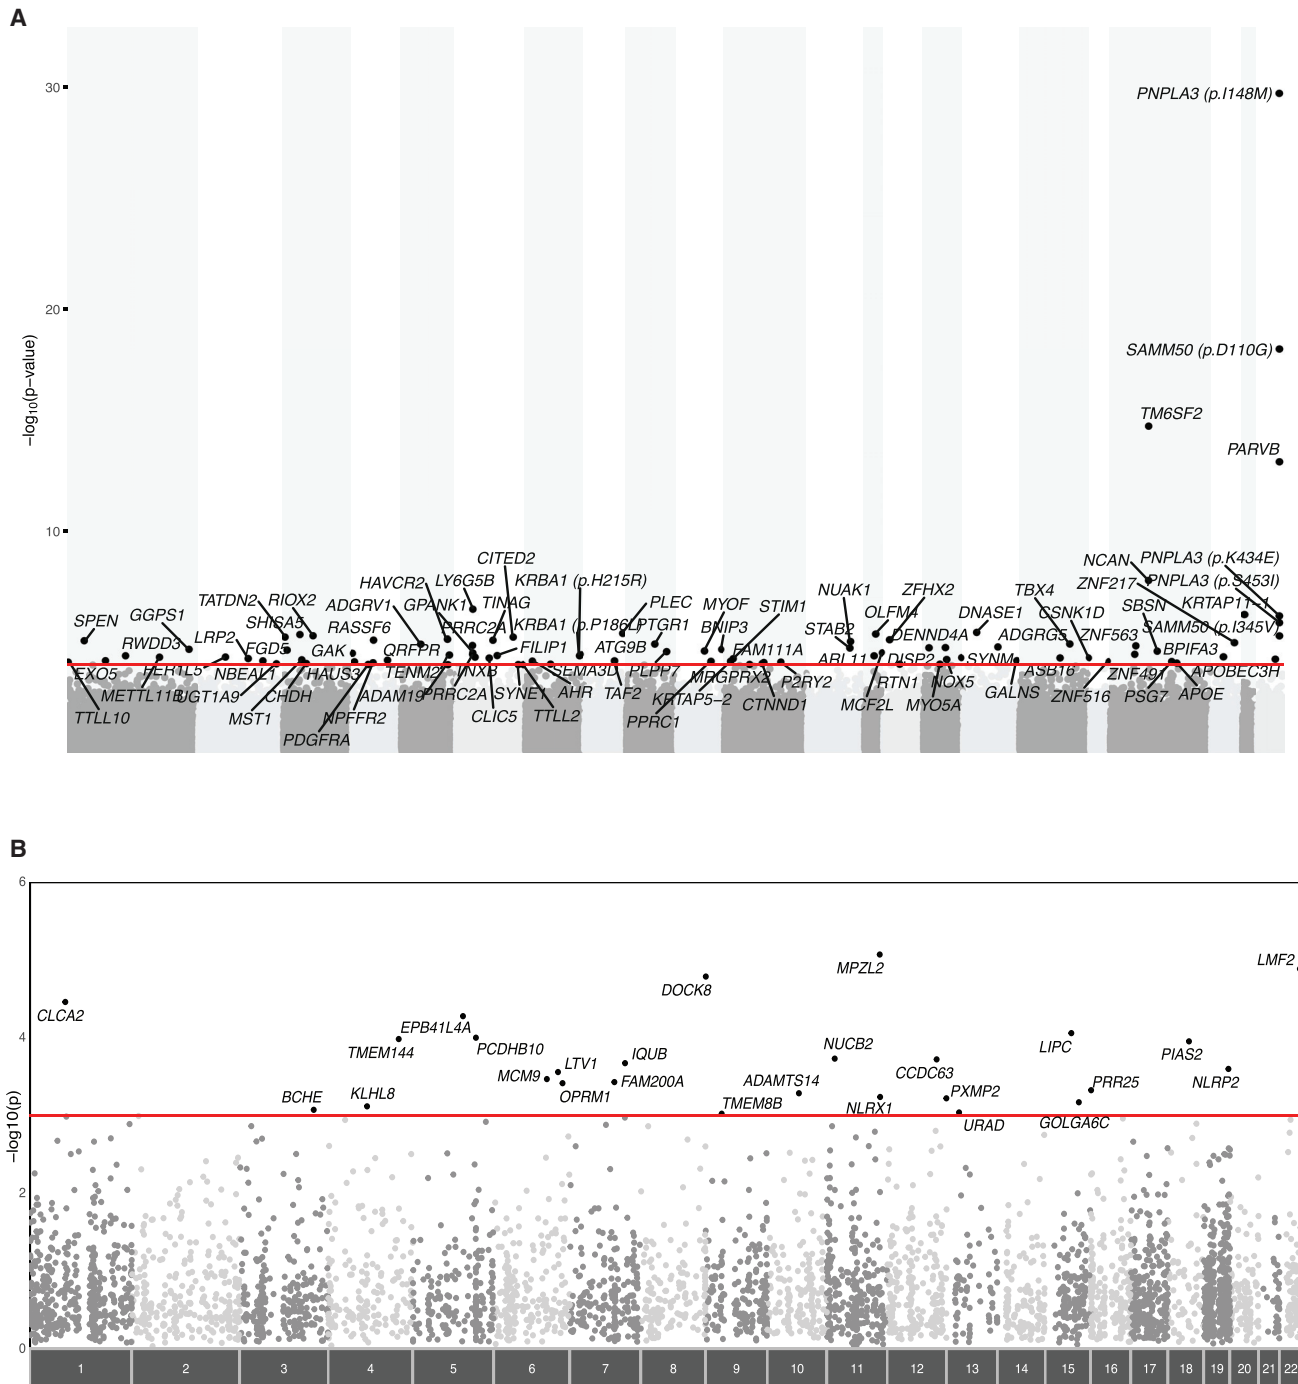 A
30
PNPLA3 (p.I148M)
20
SAMM50 (p.D110G)
TM6SF2
PARVB
−log10(p−value)
10
CITED2
NCAN
PNPLA3 (p.K434E)
HAVCR2
LY6G5B
KRBA1 (p.H215R)
ZNF217
PNPLA3 (p.S453I)
NUAK1
ZFHX2
TBX4
TATDN2
RIOX2
ADGRV1
GPANK1
TINAG
PLEC
MYOF
STIM1
SBSN
KRTAP11−1
SPEN
GGPS1
SHISA5
RASSF6
PRRC2A
KRBA1 (p.P186L)
PTGR1
BNIP3
STAB2
OLFM4
DNASE1
CSNK1D
SAMM50 (p.I345V)
RWDD3
LRP2
FGD5
GAK
QRFPR
FILIP1
ATG9B
FAM111A
DENND4A
ADGRG5
ZNF563
BPIFA3
EXO5
HER1L5
NBEAL1
HAUS3
TENM2
TNXB
SEMA3D
PLPP7
MRGPRX2
ARL11
DISP2
SYNM
ASB16
ZNF491
APOBEC3H
METTL11B
UGT1A9
CHDH
ADAM19
PRRC2A
SYNE1
AHR
TAF2
KRTAP5−2
P2RY2
RTN1
NOX5
GALNS
ZNF516
PSG7
APOE
TTLL10
MST1
NPFFR2
CLIC5
TTLL2
PPRC1
CTNND1
MCF2L
MYO5A
PDGFRA
B
6
MPZL2
LMF2
DOCK8
CLCA2
EPB41L4A
4
TMEM144
PCDHB10
NUCB2
LIPC
PIAS2
MCM9
LTV1
IQUB
FAM200A
CCDC63
NLRP2
BCHE
KLHL8
OPRM1
ADAMTS14
TMEM8B
NLRX1
PXMP2
PRR25
URAD
GOLGA6C
−log10(p)
2
0
1 2 3 4 5 6 7 8 9 10 11 12 13 14 15 16 17 18 19 20 21 22